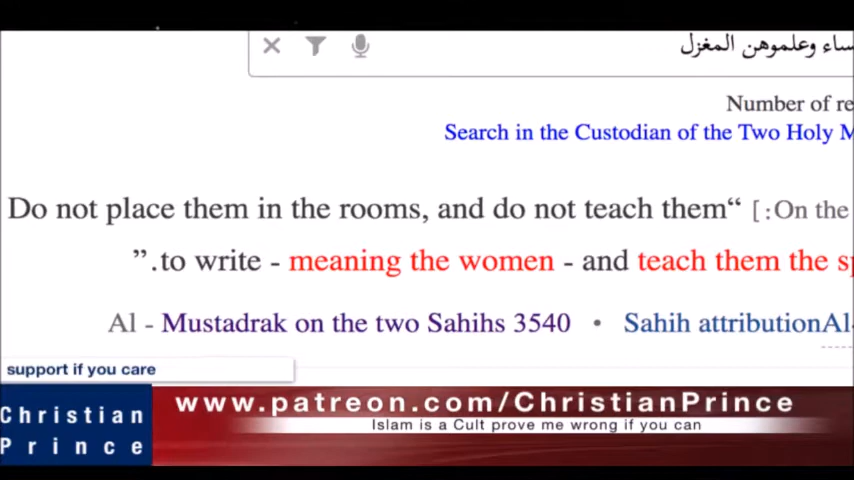 ساء وعلموهن المغزل
Number of re
Search in the Custodian of the Two Holy M
Do not place them in the rooms, and do not teach them“ [:On the
”.to write - meaning the women - and teach them the sp
Al - Mustadrak on the two Sahihs 3540 • Sahih attributionAl-
support if you care
Christian
Prince
www.patreon.com/ChristianPrince
Islam is a Cult prove me wrong if you can